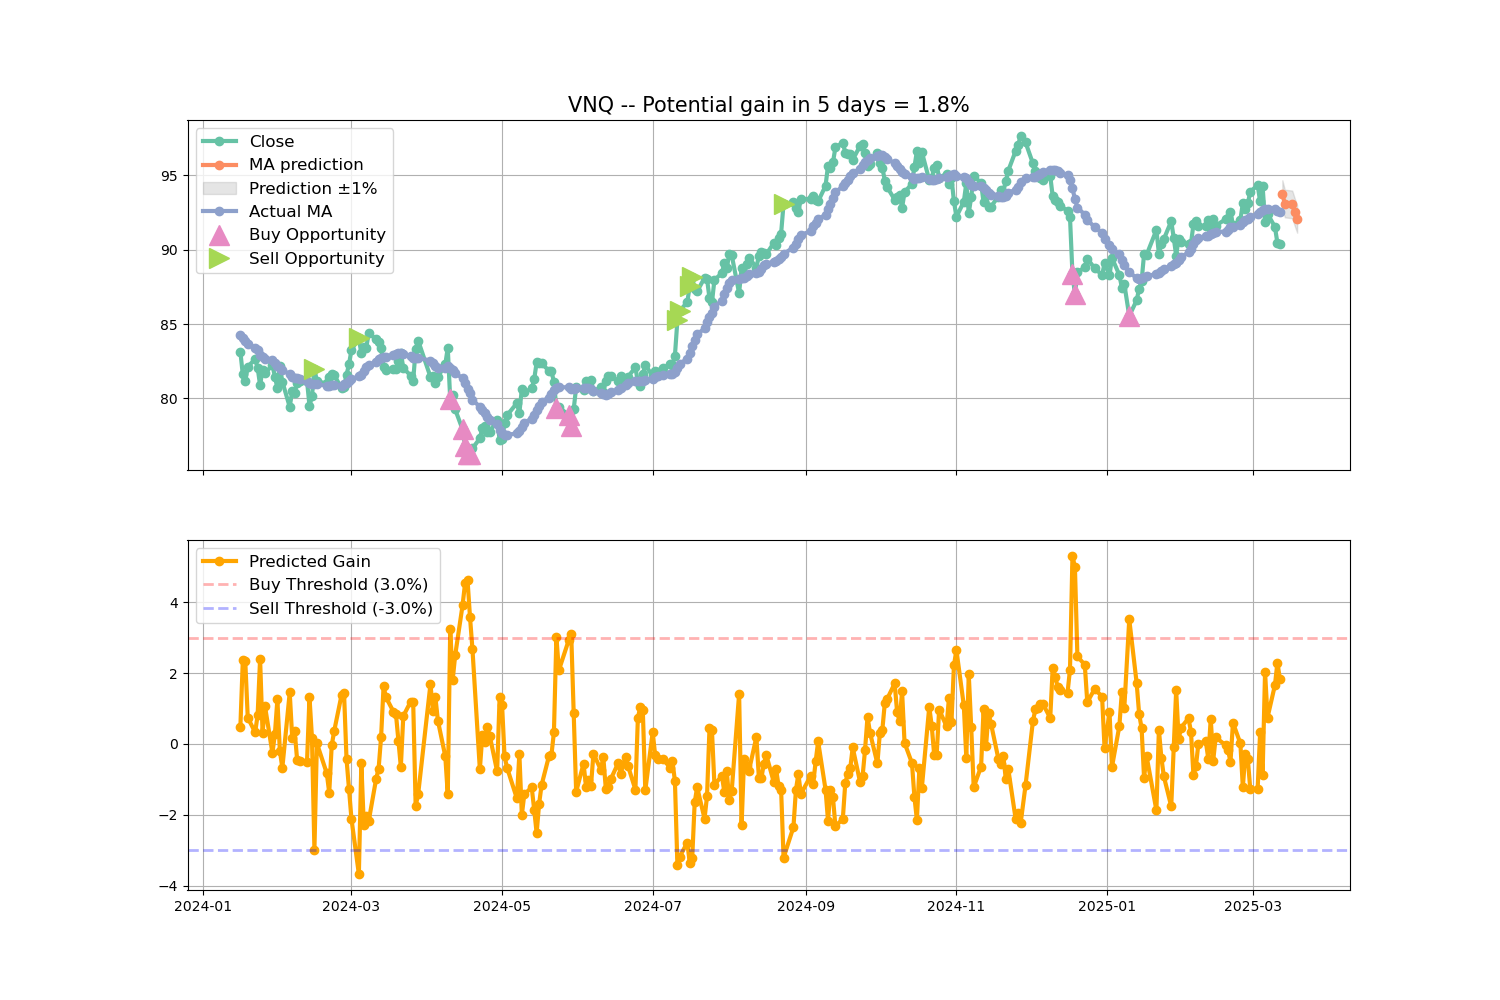 VNQ -- Potential gain in 5 days = 1.8%
Close
MA prediction
Prediction ±1%
Actual MA
Buy Opportunity
Sell Opportunity
95
90
85
80
Predicted Gain
Buy Threshold (3.0%)
Sell Threshold (-3.0%)
4
2
0
−2
−4
2024-01 2024-03 2024-05 2024-07 2024-09 2024-11 2025-01 2025-03